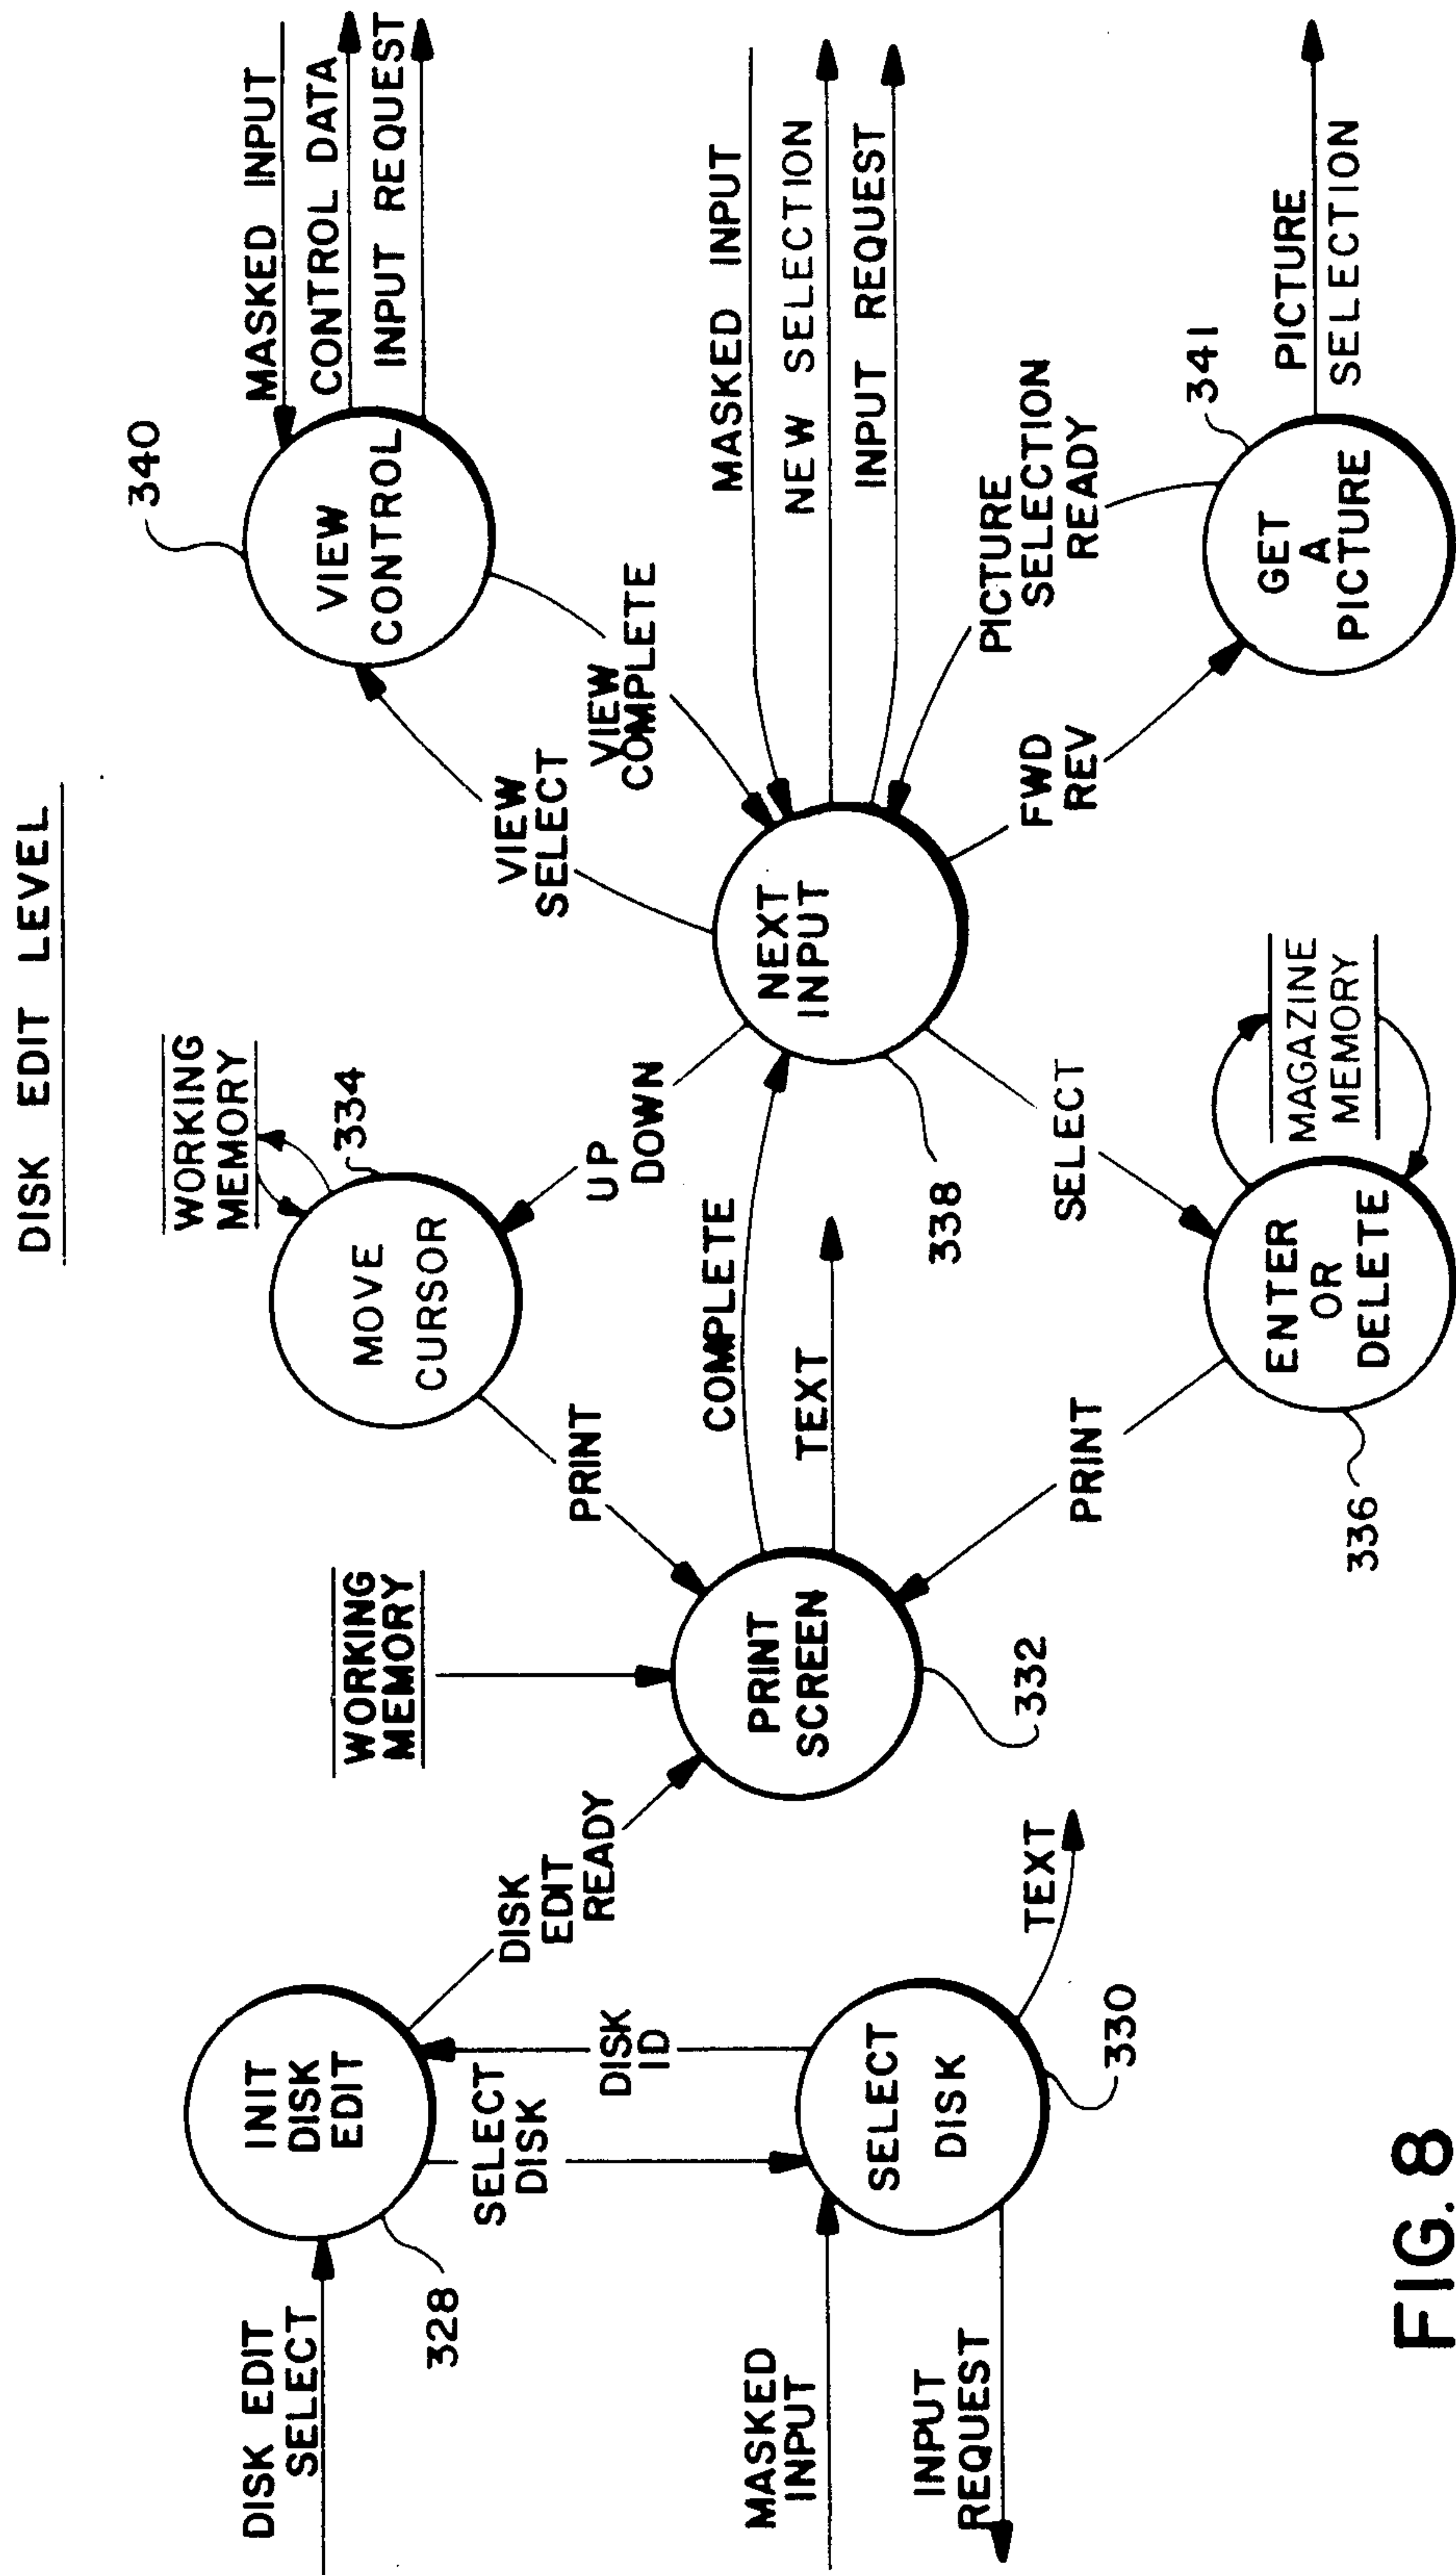 DISK EDIT LEVEL
DISK EDIT
SELECT
328
INIT
DISK
EDIT
SELECT
DISK
DISK
ID
MASKED
INPUT
INPUT
REQUEST
SELECT
DISK
330
TEXT
DISK
EDIT
READY
WORKING
MEMORY
PRINT
SCREEN
332
PRINT
MOVE
CURSOR
334
WORKING
MEMORY
COMPLETE
TEXT
PRINT
336
ENTER
OR
DELETE
MAGAZINE
MEMORY
UP
DOWN
SELECT
338
NEXT
INPUT
VIEW
SELECT
VIEW
COMPLETE
340
VIEW
CONTROL
MASKED INPUT
CONTROL DATA
INPUT REQUEST
MASKED INPUT
NEW SELECTION
INPUT REQUEST
FWD
REV
PICTURE
SELECTION
READY
341
GET
A
PICTURE
PICTURE
SELECTION
FIG. 8